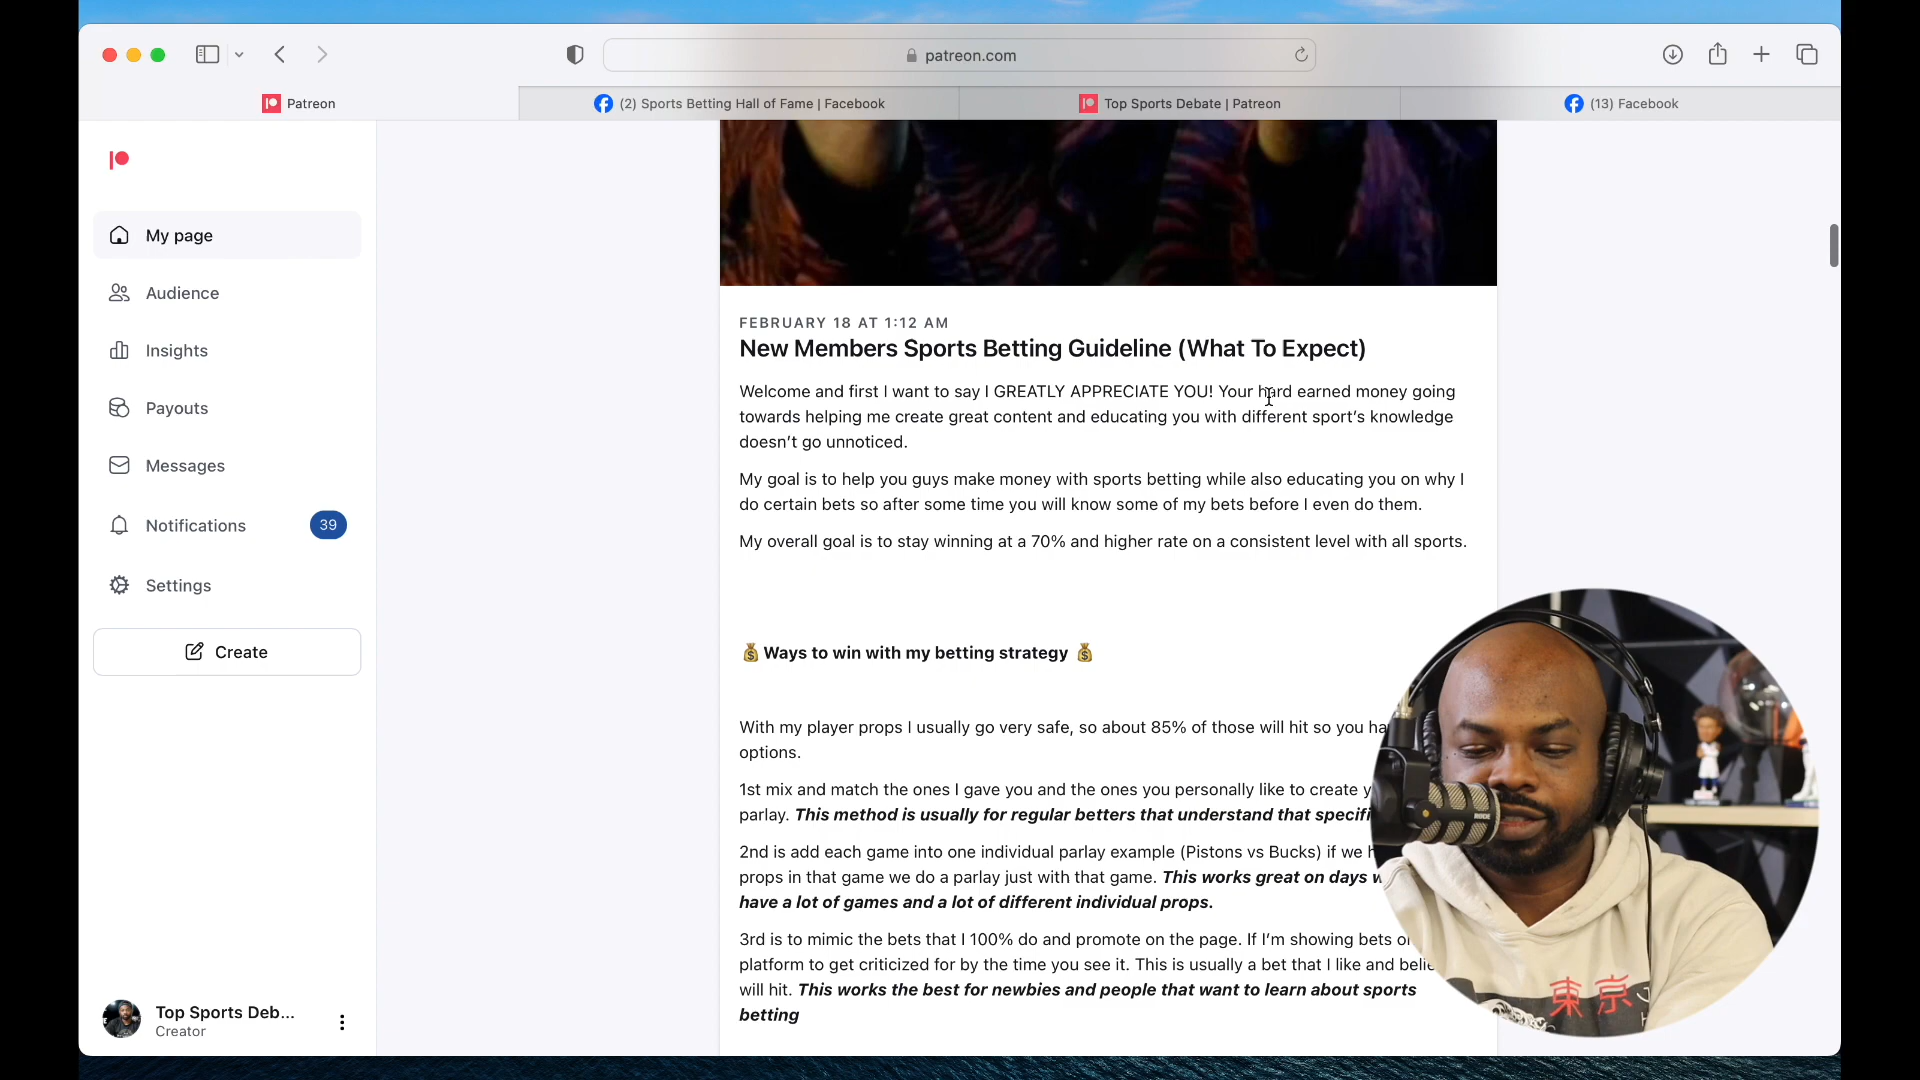 patreon.com
Patreon
(2) Sports Betting Hall of Fame | Facebook
Top Sports Debate | Patreon
(13) Facebook
My page
Audience
Insights
Payouts
Messages
Notifications
39
Settings
Create
Top Sports Deb...
Creator
FEBRUARY 18 AT 1:12 AM
New Members Sports Betting Guideline (What To Expect)
Welcome and first I want to say I GREATLY APPRECIATE YOU! Your hard earned money going
towards helping me create great content and educating you with different sport’s knowledge
doesn’t go unnoticed.
My goal is to help you guys make money with sports betting while also educating you on why I
do certain bets so after some time you will know some of my bets before I even do them.
My overall goal is to stay winning at a 70% and higher rate on a consistent level with all sports.
💰Ways to win with my betting strategy 💰
With my player props I usually go very safe, so about 85% of those will hit so you
options.
1st mix and match the ones I gave you and the ones you personally like to create
parlay. This method is usually for regular betters that understand that
2nd is add each game into one individual parlay example (Pistons vs Bucks) if we
props in that game we do a parlay just with that game. This works great on days
have a lot of games and a lot of different individual props.
3rd is to mimic the bets that I 100% do and promote on the page. If I’m showing bets
platform to get criticized for by the time you see it. This is usually a bet that I like and
will hit. This works the best for newbies and people that want to learn about sports
betting
RODE
東京